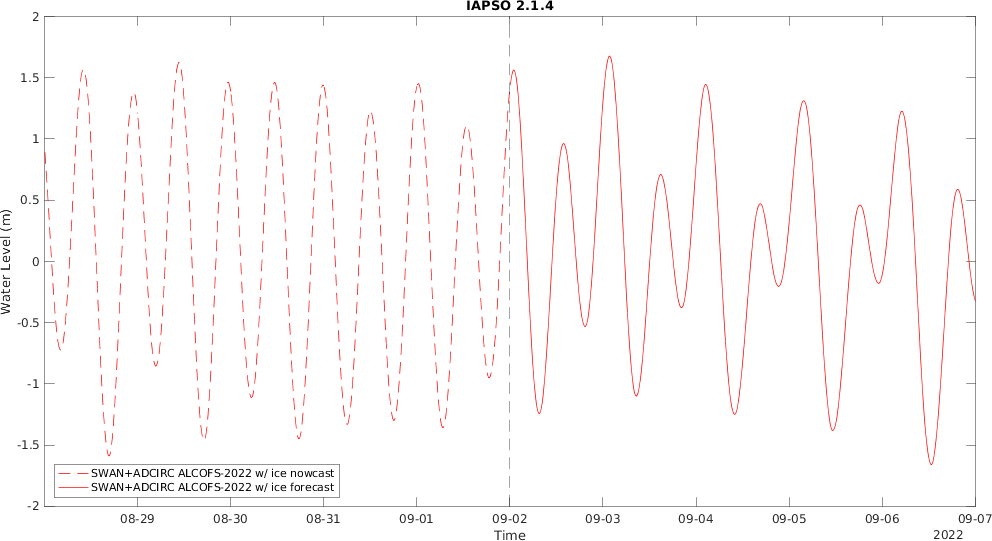 IAPSO 2.1.4
2
1.5
1
0.5
0
-0.5
-1
-1.5
-2
Water Level (m)
SWAN+ADCIRC ALCOFS-2022 w/ ice nowcast
SWAN+ADCIRC ALCOFS-2022 w/ ice forecast
08-29 08-30 08-31 09-01 09-02 09-03 09-04 09-05 09-06 09-07
Time
2022